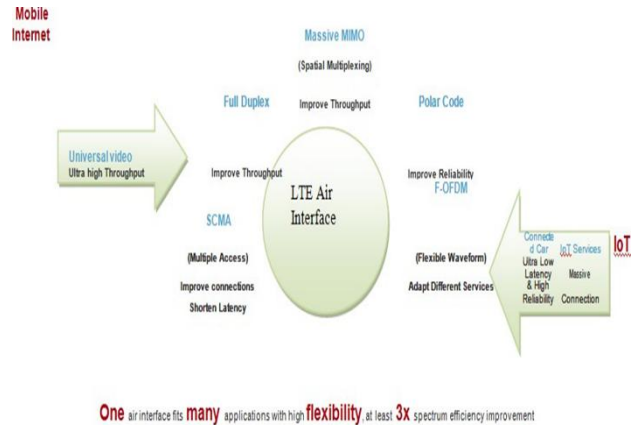 Mobile
Internet
Massive MIMO
(Spatial Multiplexing)
Full Duplex
Improve Throughput
Polar Code
Universal video
Ultra high Throughput
Improve Throughput
LTE Air
Interface
Improve Reliability
F-OFDM
SCMA
(Multiple Access)
Improve connections
Shorten Latency
(Flexible Waveform)
Adapt Different Services
Connecte
d Car
Ultra Low
Latency
& High
Reliability
IoT Services
Massive
Connection
IoT
One air interface fits many applications with high flexibility, at least 3x spectrum efficiency improvement